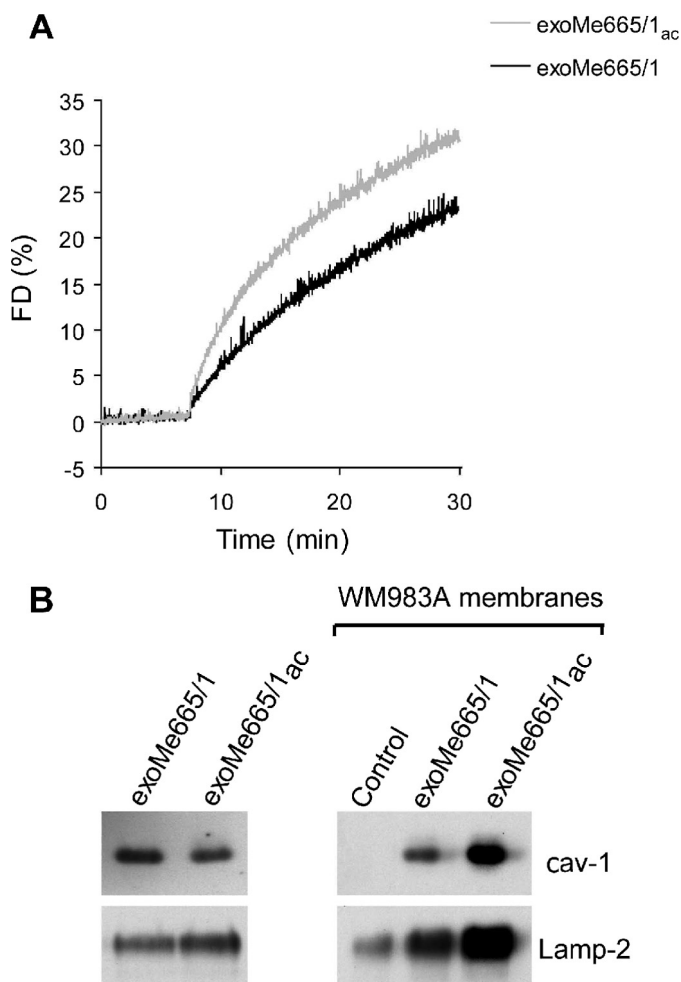 A
exoMe665/1ac
exoMe665/1
35
30
25
20
15
10
5
0
-5
FD (%)
0 10 20 30
Time (min)
B
WM983A membranes
exoMe665/1 exoMe665/1ac Control exoMe665/1 exoMe665/1ac
cav-1
Lamp-2